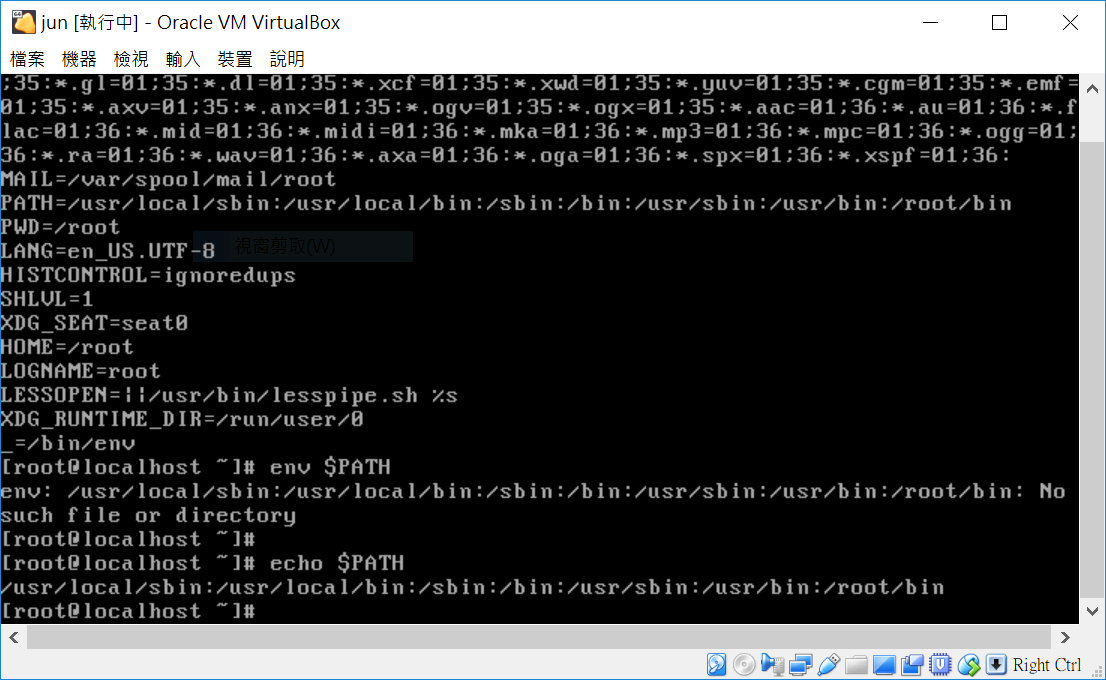 jun [執行中] - Oracle VM VirtualBox
檔案 機器 檢視 輸入 裝置 說明
;35:*.gl=01;35:*.dl=01;35:*.xcf=01;35:*.xwd=01;35:*.yuv=01;35:*.cgm=01;35:*.emf=
01;35:*.axv=01;35:*.anx=01;35:*.ogv=01;35:*.ogx=01;35:*.aac=01;36:*.au=01;36:*.f
lac=01;36:*.mid=01;36:*.midi=01;36:*.mka=01;36:*.mp3=01;36:*.mpc=01;36:*.ogg=01;
36:*.ra=01;36:*.wav=01;36:*.axa=01;36:*.oga=01;36:*.spx=01;36:*.xspf=01;36:
MAIL=/var/spool/mail/root
PATH=/usr/local/sbin:/usr/local/bin:/sbin:/bin:/usr/sbin:/usr/bin:/root/bin
PWD=/root
LANG=en_US.UTF-8 視窗剪取(W)
HISTCONTROL=ignoredups
SHLVL=1
XDG_SEAT=seat0
HOME=/root
LOGNAME=root
LESSOPEN=||/usr/bin/lesspipe.sh %s
XDG_RUNTIME_DIR=/run/user/0
_=/bin/env
[root@localhost ~]# env $PATH
env: /usr/local/sbin:/usr/local/bin:/sbin:/bin:/usr/sbin:/usr/bin:/root/bin: No
such file or directory
[root@localhost ~]#
[root@localhost ~]# echo $PATH
/usr/local/sbin:/usr/local/bin:/sbin:/bin:/usr/sbin:/usr/bin:/root/bin
[root@localhost ~]#
Right Ctrl